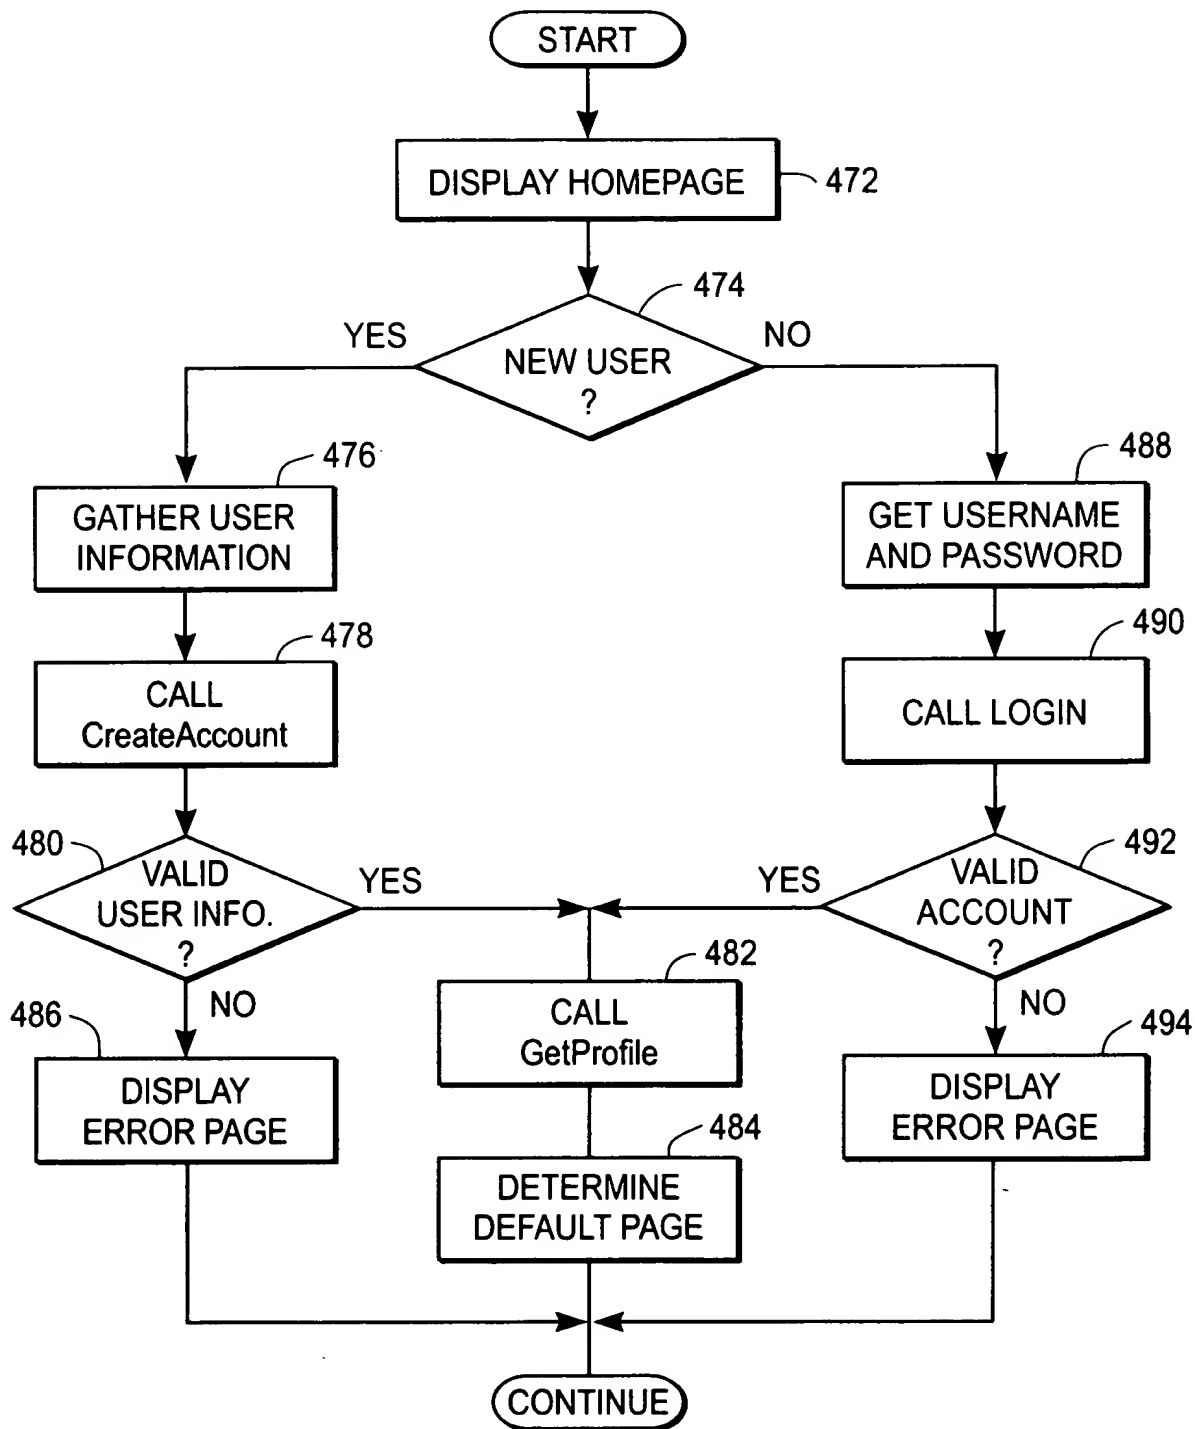 START
DISPLAY HOMEPAGE
472
474
YES
NO
NEW USER
?
476
GATHER USER
INFORMATION
488
GET USERNAME
AND PASSWORD
478
CALL
CreateAccount
490
CALL LOGIN
480
VALID
USER INFO.
?
YES
YES
492
VALID
ACCOUNT
?
NO
482
CALL
GetProfile
NO
486
DISPLAY
ERROR PAGE
494
DISPLAY
ERROR PAGE
484
DETERMINE
DEFAULT PAGE
CONTINUE